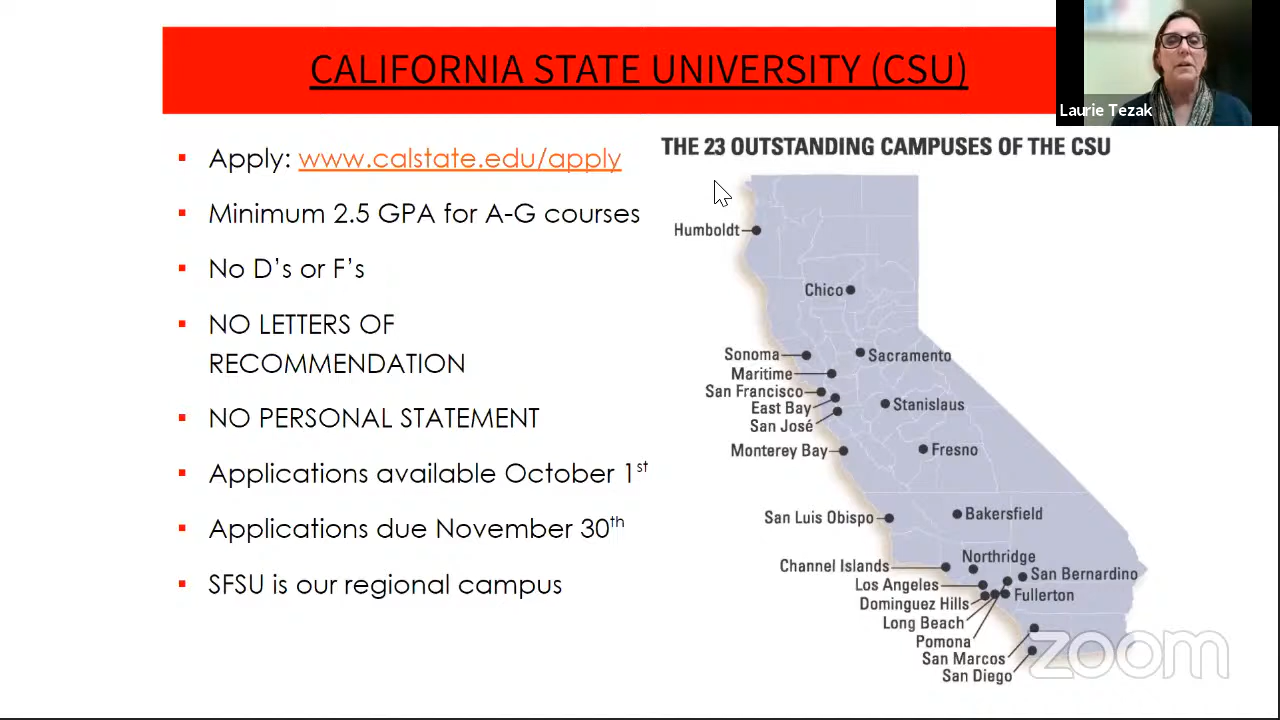 CALIFORNIA STATE UNIVERSITY (CSU)
Laurie Tezak
▪ Apply: www.calstate.edu/apply
▪ Minimum 2.5 GPA for A-G courses
▪ No D’s or F’s
▪ NO LETTERS OF
RECOMMENDATION
▪ NO PERSONAL STATEMENT
▪ Applications available October 1st
▪ Applications due November 30th
▪ SFSU is our regional campus
THE 23 OUTSTANDING CAMPUSES OF THE CSU
Humboldt
Chico
Sonoma
Sacramento
Maritime
San Francisco
East Bay
Stanislaus
San José
Monterey Bay
Fresno
San Luis Obispo
Bakersfield
Northridge
Channel Islands
San Bernardino
Los Angeles
Fullerton
Dominguez Hills
Long Beach
Pomona
San Marcos
San Diego
zoom